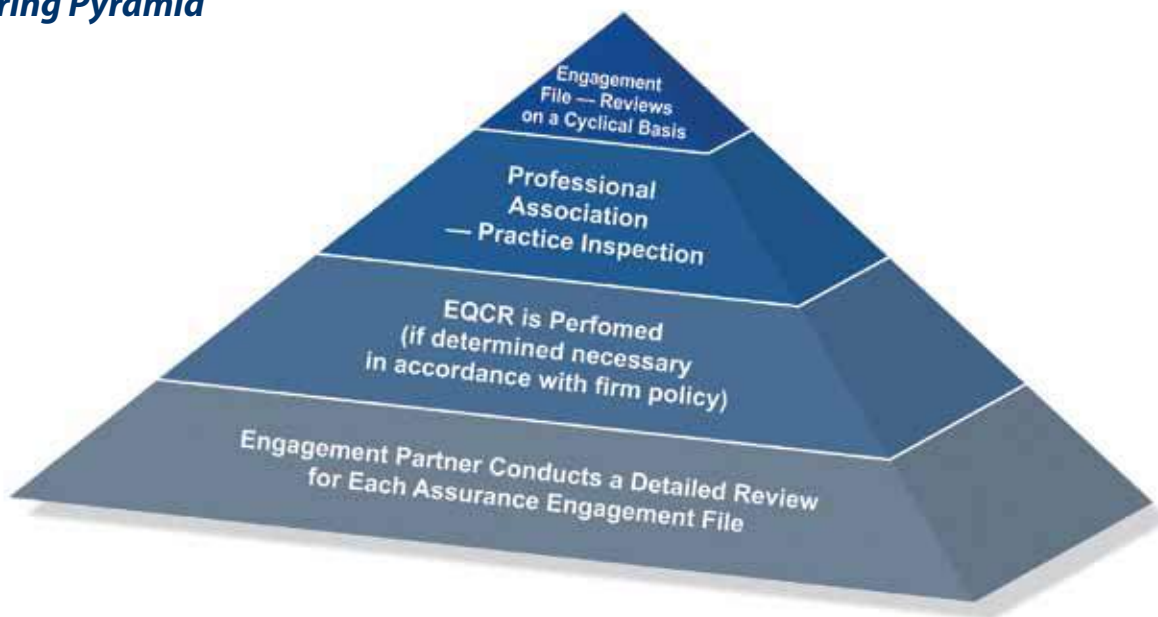 Pyramid
Engagement
File — Reviews
on a Cyclical Basis
Professional
Association
— Practice Inspection
EQCR is Perfomed
(if determined necessary
in accordance with firm policy)
Engagement Partner Conducts a Detailed Review
for Each Assurance Engagement File